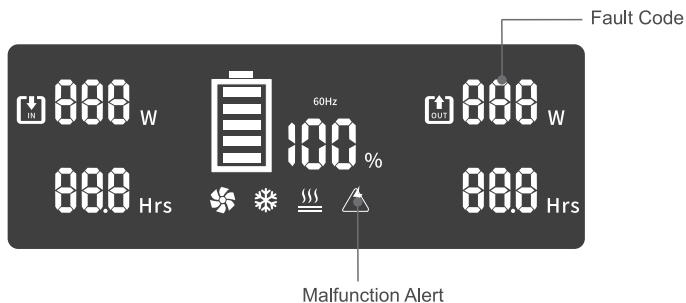 Fault Code
IN 888 W
60Hz
100 %
OUT 888 W
88.8 Hrs
88.8 Hrs
Malfunction Alert